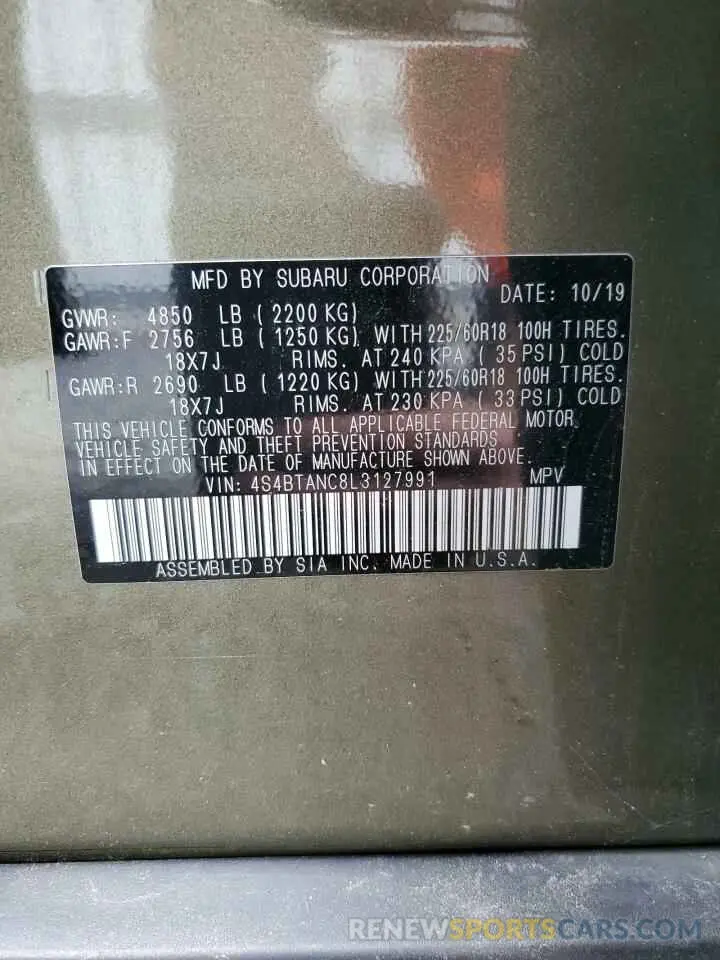 MFD BY SUBARU CORPORATION DATE: 10/19
GVWR: 4850 LB (2200 KG)
GAWR:F 2756 LB (1250 KG) WITH 225/60R18 100H TIRES.
18X7J RIMS. AT 240 KPA (35 PSI) COLD
GAWR:R 2690 LB (1220 KG) WITH 225/60R18 100H TIRES.
18X7J RIMS. AT 230 KPA (33 PSI) COLD
THIS VEHICLE CONFORMS TO ALL APPLICABLE FEDERAL MOTOR
VEHICLE SAFETY AND THEFT PREVENTION STANDARDS
IN EFFECT ON THE DATE OF MANUFACTURE SHOWN ABOVE.
VIN: 4S4BTANC8L3127991 MPV
ASSEMBLED BY SIA INC. MADE IN U.S.A.
RENEWSPORTSCARS.COM